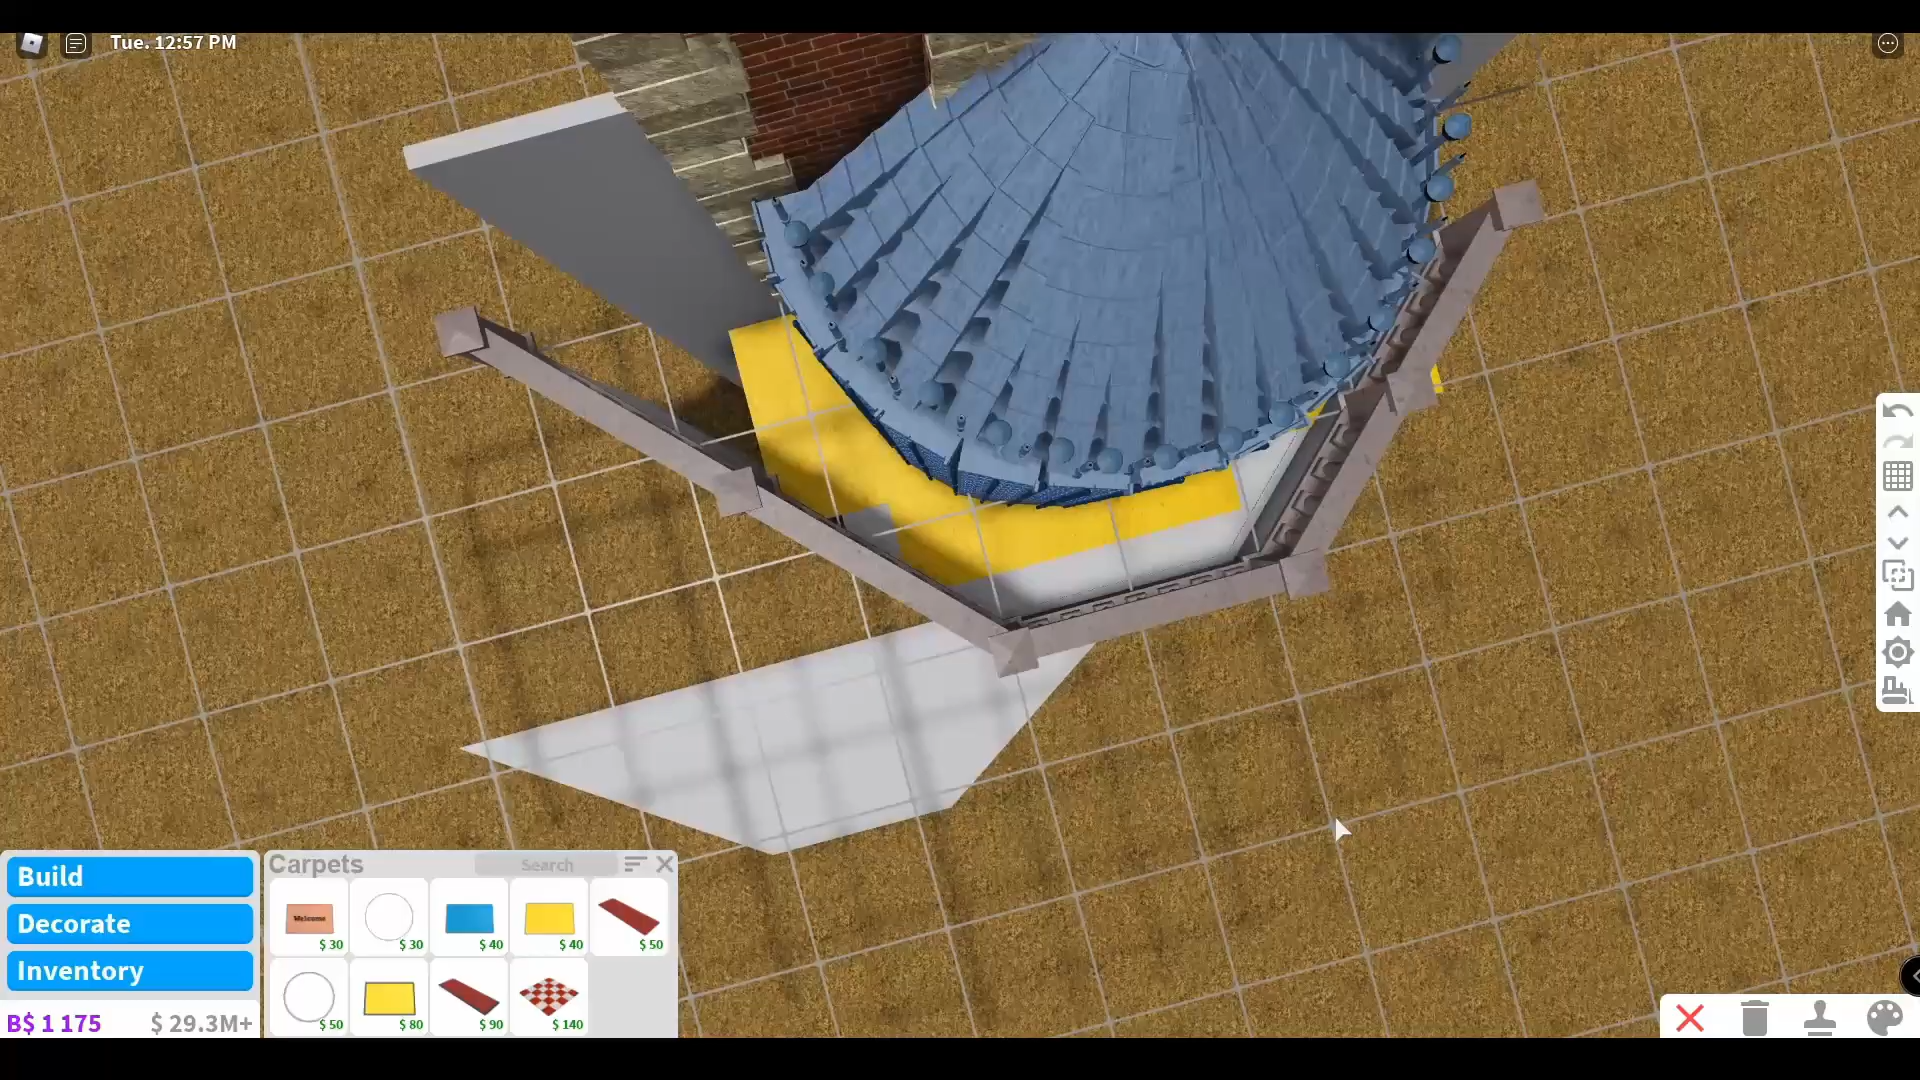 Tue. 12:57 PM
Build
Decorate
Inventory
B$ 1 175
$ 29.3M+
Carpets
Search
Welcome
$ 30
$ 30
$ 40
$ 40
$ 50
$ 50
$ 80
$ 90
$ 140